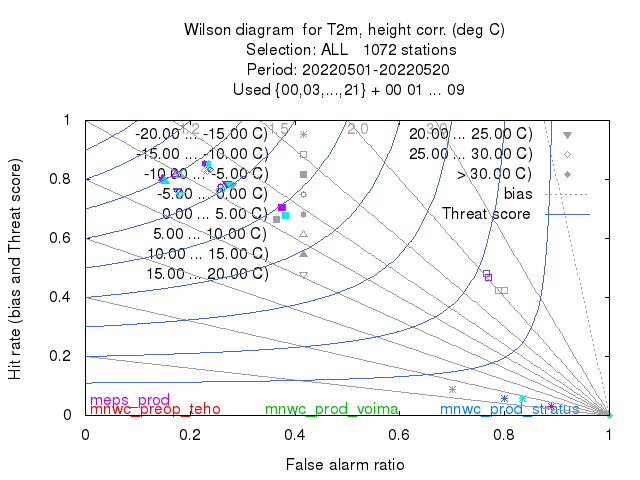 Wilson diagram for T2m, height corr. (deg C)
Selection: ALL 1072 stations
Period: 20220501-20220520
Used {00,03,...,21} + 00 01 ... 09
1.2 1.5 2.0 3.0
-20.00 ... -15.00 C)
-15.00 ... -10.00 C)
-10.00 ... -5.00 C)
-5.00 ... 0.00 C)
0.00 ... 5.00 C)
5.00 ... 10.00 C)
10.00 ... 15.00 C)
15.00 ... 20.00 C)
20.00 ... 25.00 C)
25.00 ... 30.00 C)
> 30.00 C)
bias
Threat score
Hit rate (bias and Threat score)
1
0.8
0.6
0.4
0.2
0
meps_prod
mnwc_preop_teho
mnwc_prod_voima
mnwc_prod_stratus
0 0.2 0.4 0.6 0.8 1
False alarm ratio